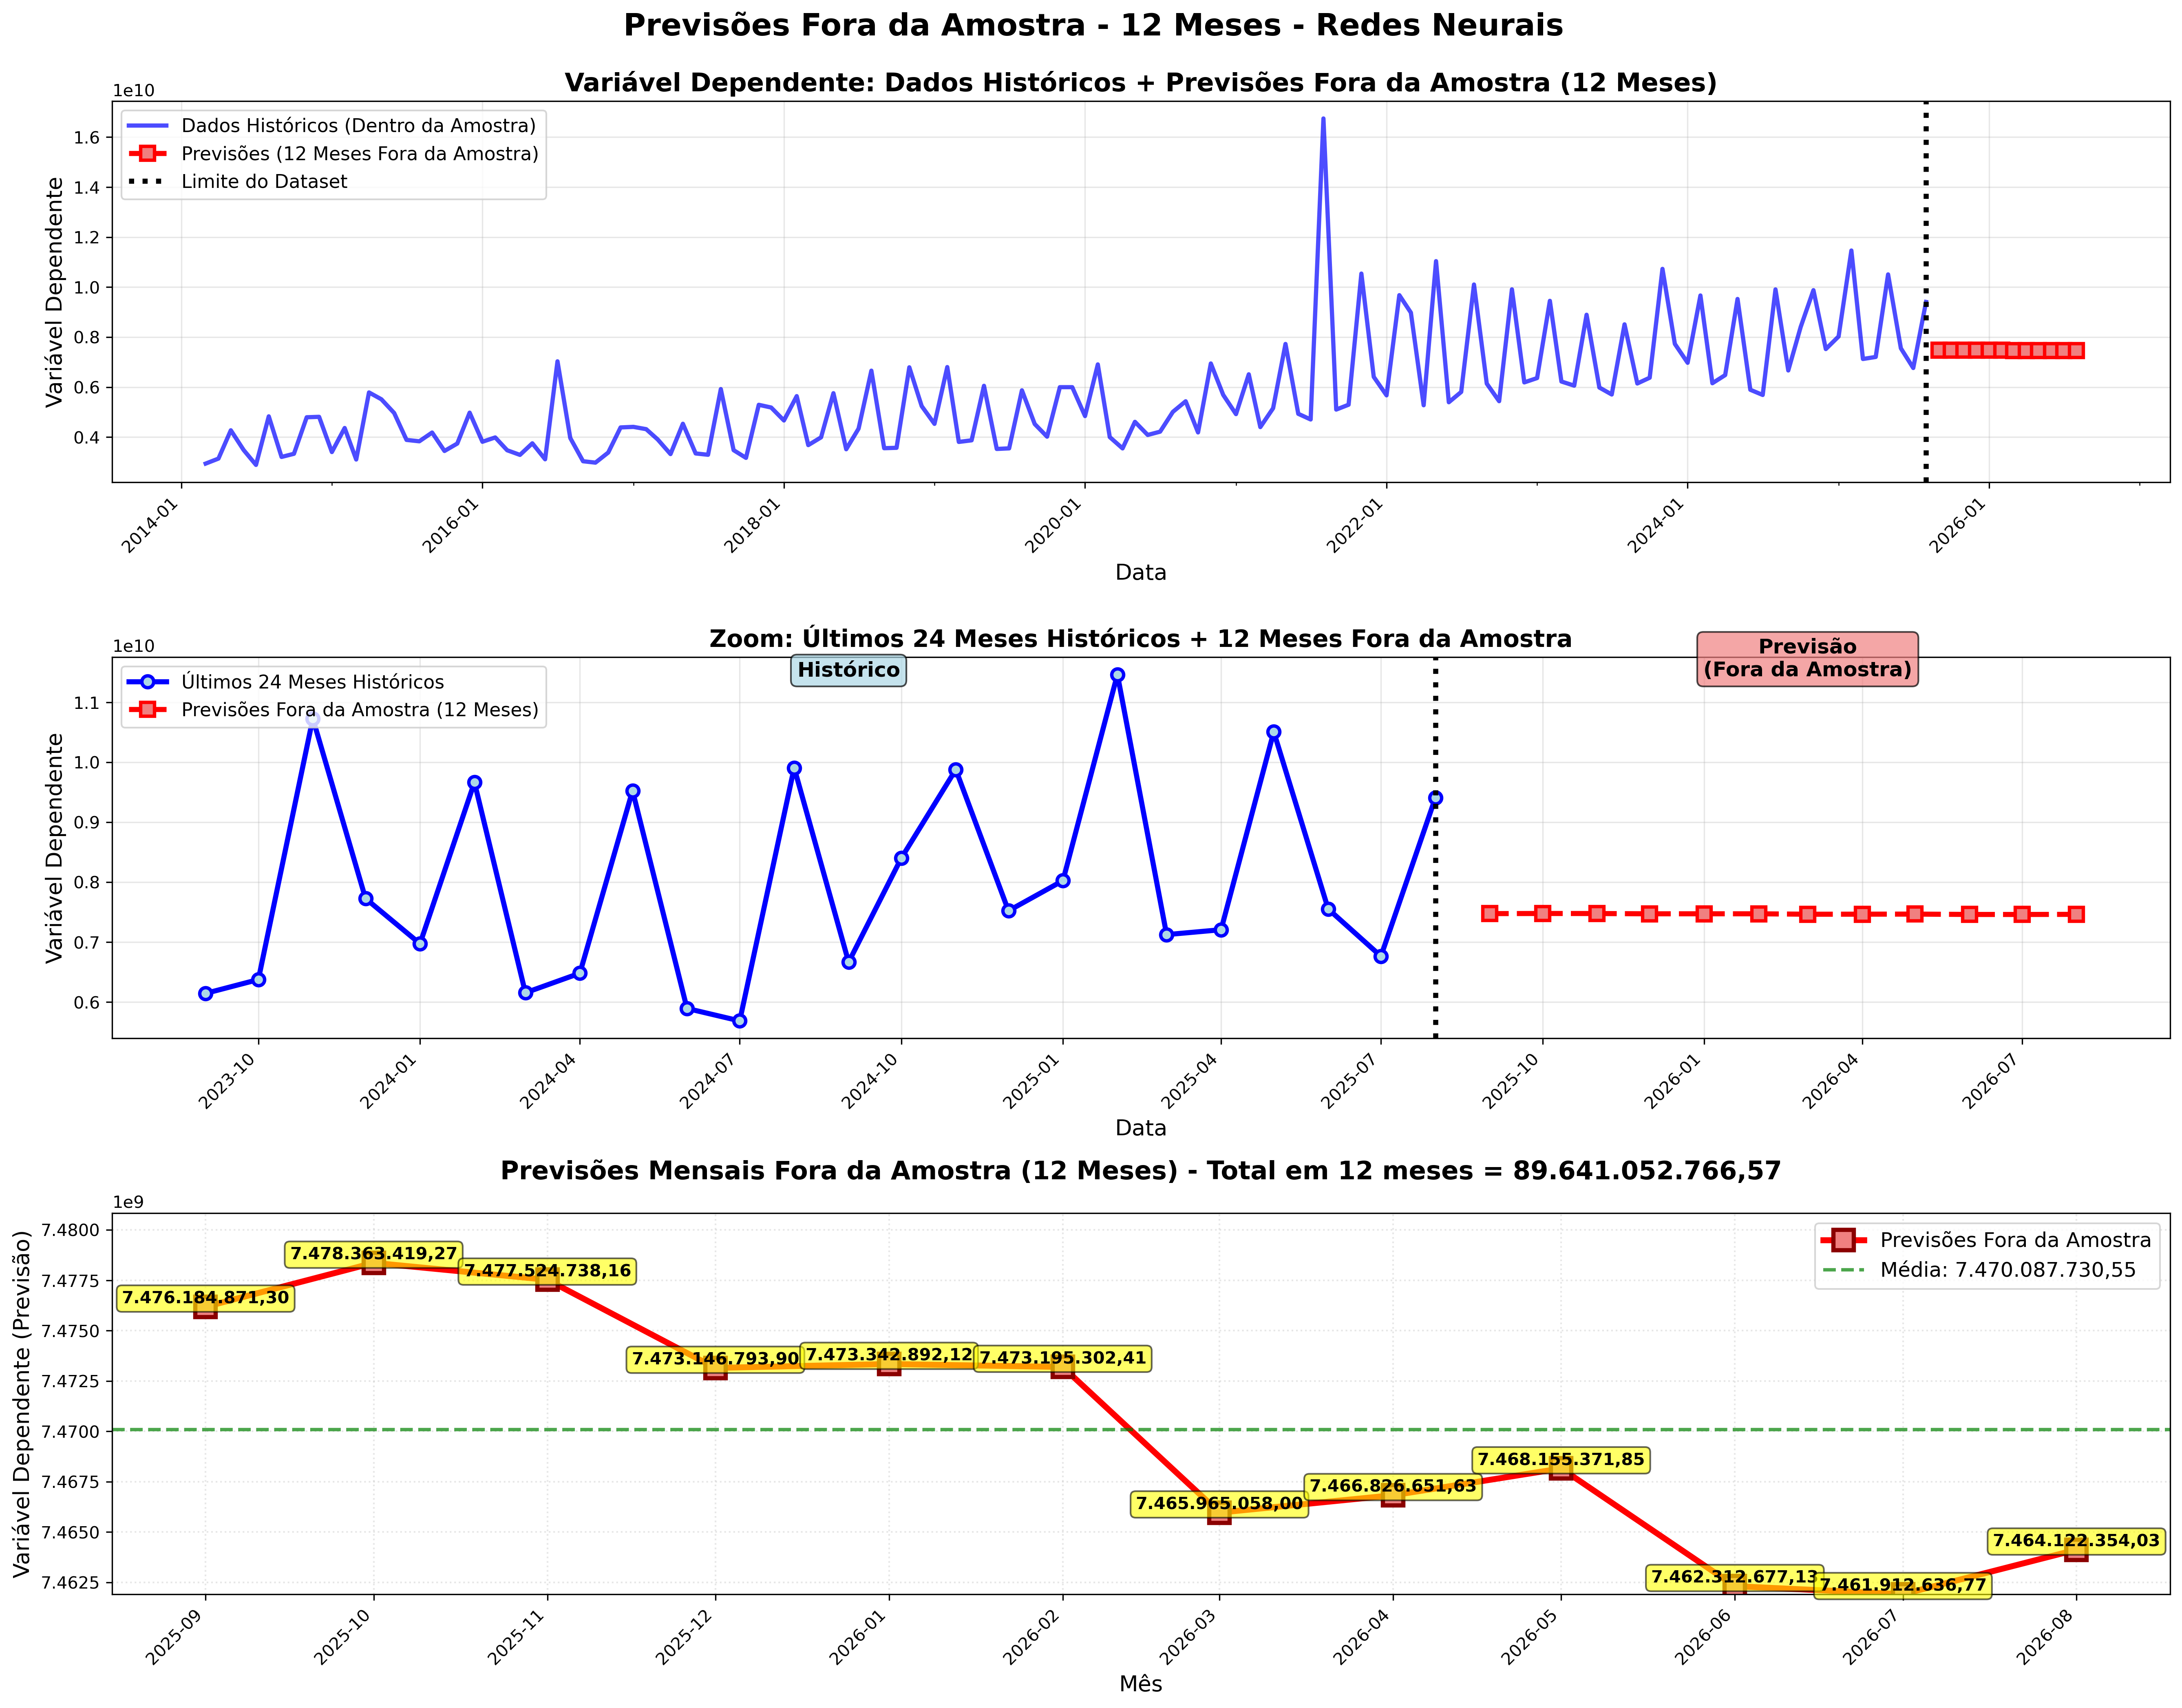 Previsões Fora da Amostra - 12 Meses - Redes Neurais
Variável Dependente: Dados Históricos + Previsões Fora da Amostra (12 Meses)
1e10
Dados Históricos (Dentro da Amostra)
Previsões (12 Meses Fora da Amostra)
Limite do Dataset
Variável Dependente
1.6
1.4
1.2
1.0
0.8
0.6
0.4
2014-01
2016-01
2018-01
2020-01
2022-01
2024-01
2026-01
Data
Zoom: Últimos 24 Meses Históricos + 12 Meses Fora da Amostra
1e10
Últimos 24 Meses Históricos
Previsões Fora da Amostra (12 Meses)
Histórico
Previsão
(Fora da Amostra)
Variável Dependente
1.1
1.0
0.9
0.8
0.7
0.6
2023-10
2024-01
2024-04
2024-07
2024-10
2025-01
2025-04
2025-07
2025-10
2026-01
2026-04
2026-07
Data
Previsões Mensais Fora da Amostra (12 Meses) - Total em 12 meses = 89.641.052.766,57
1e9
Previsões Fora da Amostra
Média: 7.470.087.730,55
Variável Dependente (Previsão)
7.4800
7.4775
7.4750
7.4725
7.4700
7.4675
7.4650
7.4625
7.476.184.871,30
7.478.363.419,27
7.477.524.738,16
7.473.146.793,90
7.473.342.892,12
7.473.195.302,41
7.465.965.058,00
7.466.826.651,63
7.468.155.371,85
7.462.312.677,13
7.461.912.636,77
7.464.122.354,03
2025-09
2025-10
2025-11
2025-12
2026-01
2026-02
2026-03
2026-04
2026-05
2026-06
2026-07
2026-08
Mês